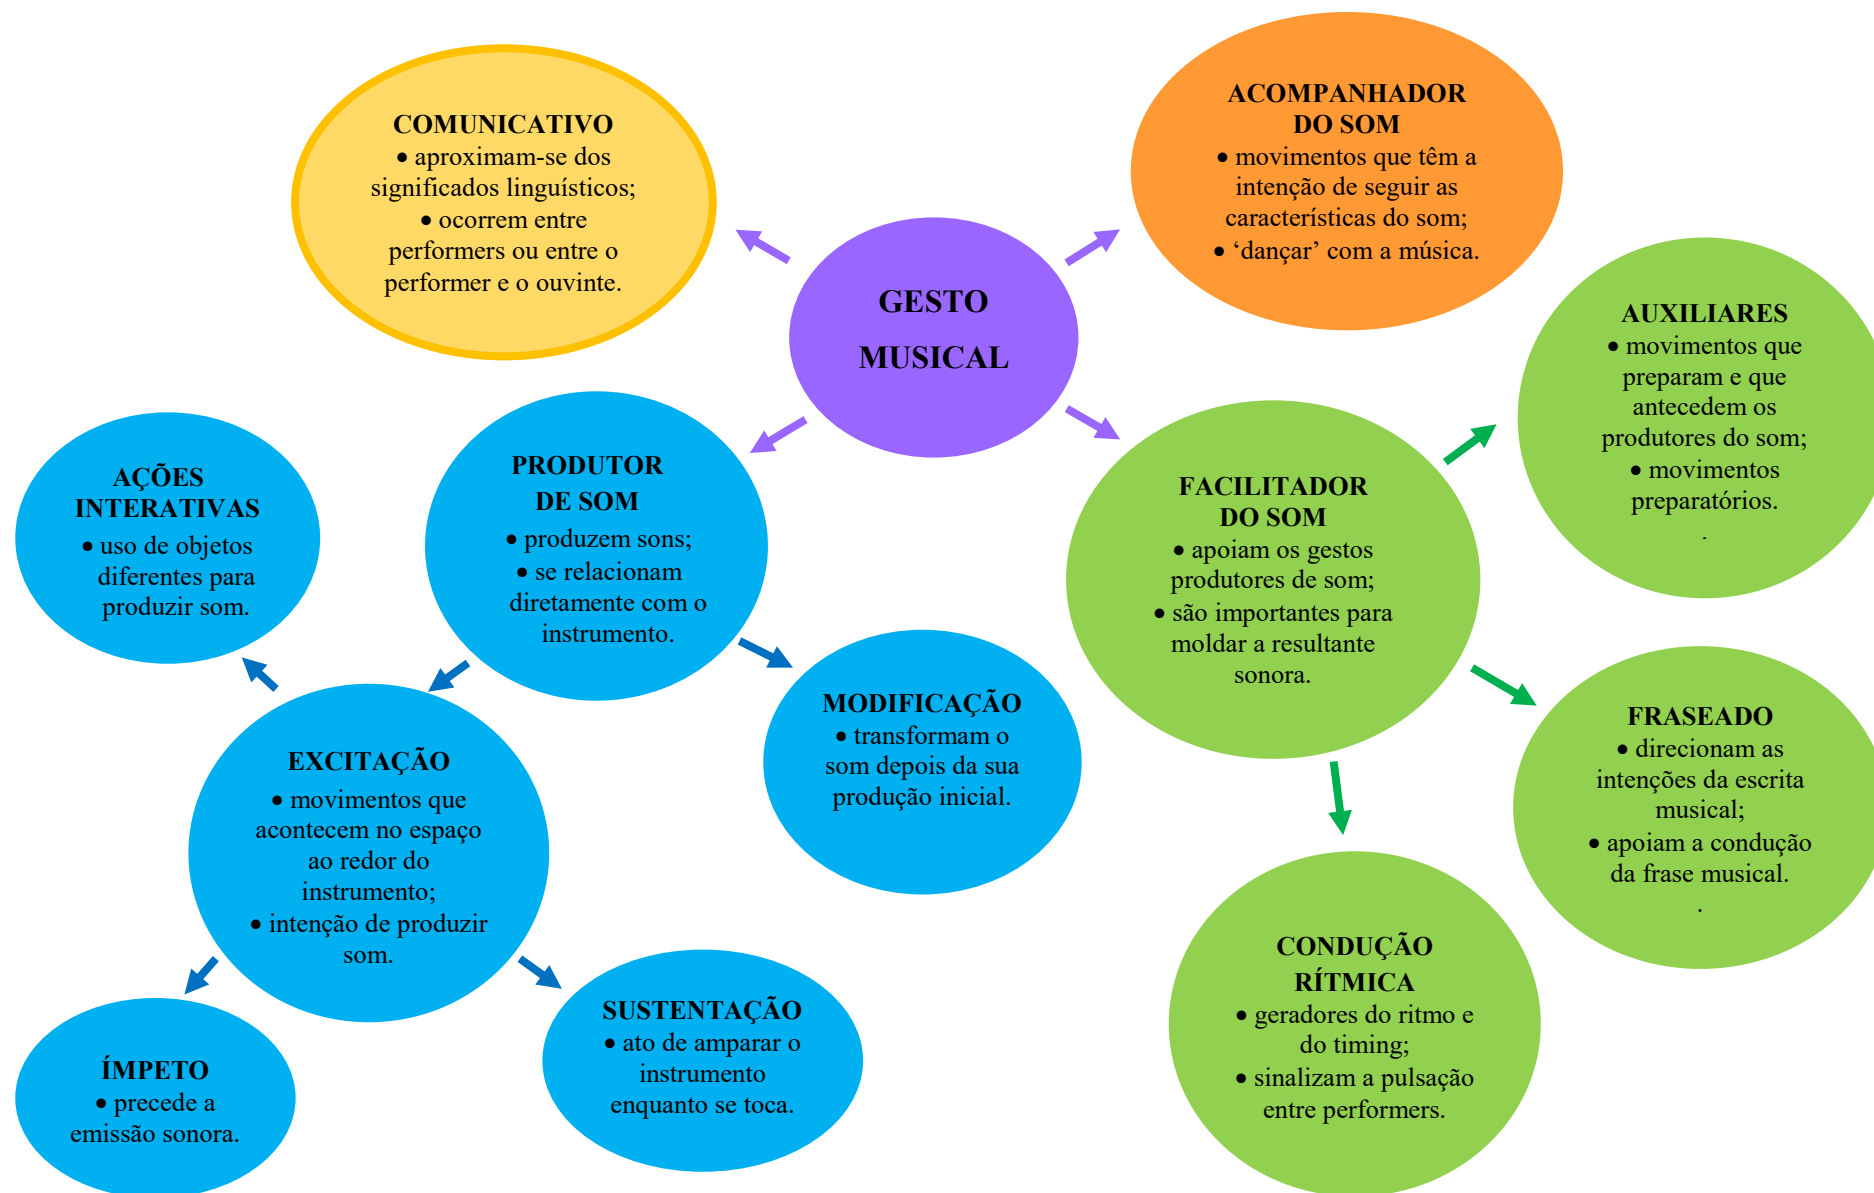 COMUNICATIVO
• aproximam-se dos
significados linguísticos;
• ocorrem entre
performers ou entre o
performer e o ouvinte.
ACOMPANHADOR
DO SOM
• movimentos que têm a
intenção de seguir as
características do som;
• ‘dançar’ com a música.
GESTO
MUSICAL
AUXILIARES
• movimentos que
preparam e que
antecedem os
produtores do som;
• movimentos
preparatórios.
.
AÇÕES
INTERATIVAS
• uso de objetos
diferentes para
produzir som.
PRODUTOR
DE SOM
• produzem sons;
• se relacionam
diretamente com o
instrumento.
FACILITADOR
DO SOM
• apoiam os gestos
produtores de som;
• são importantes para
moldar a resultante
sonora.
MODIFICAÇÃO
• transformam o
som depois da sua
produção inicial.
FRASEADO
• direcionam as
intenções da escrita
musical;
• apoiam a condução
da frase musical.
.
EXCITAÇÃO
• movimentos que
acontecem no espaço
ao redor do
instrumento;
• intenção de produzir
som.
CONDUÇÃO
RÍTMICA
• geradores do ritmo e
do timing;
• sinalizam a pulsação
entre performers.
SUSTENTAÇÃO
• ato de amparar o
instrumento
enquanto se toca.
ÍMPETO
• precede a
emissão sonora.